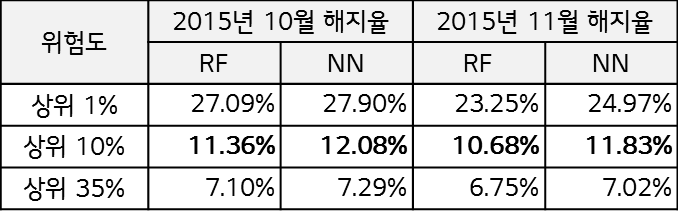 위험도 2015년 10월 해지율 2015년 11월 해지율
RF NN RF NN
상위 1% 27.09% 27.90% 23.25% 24.97%
상위 10% 11.36% 12.08% 10.68% 11.83%
상위 35% 7.10% 7.29% 6.75% 7.02%